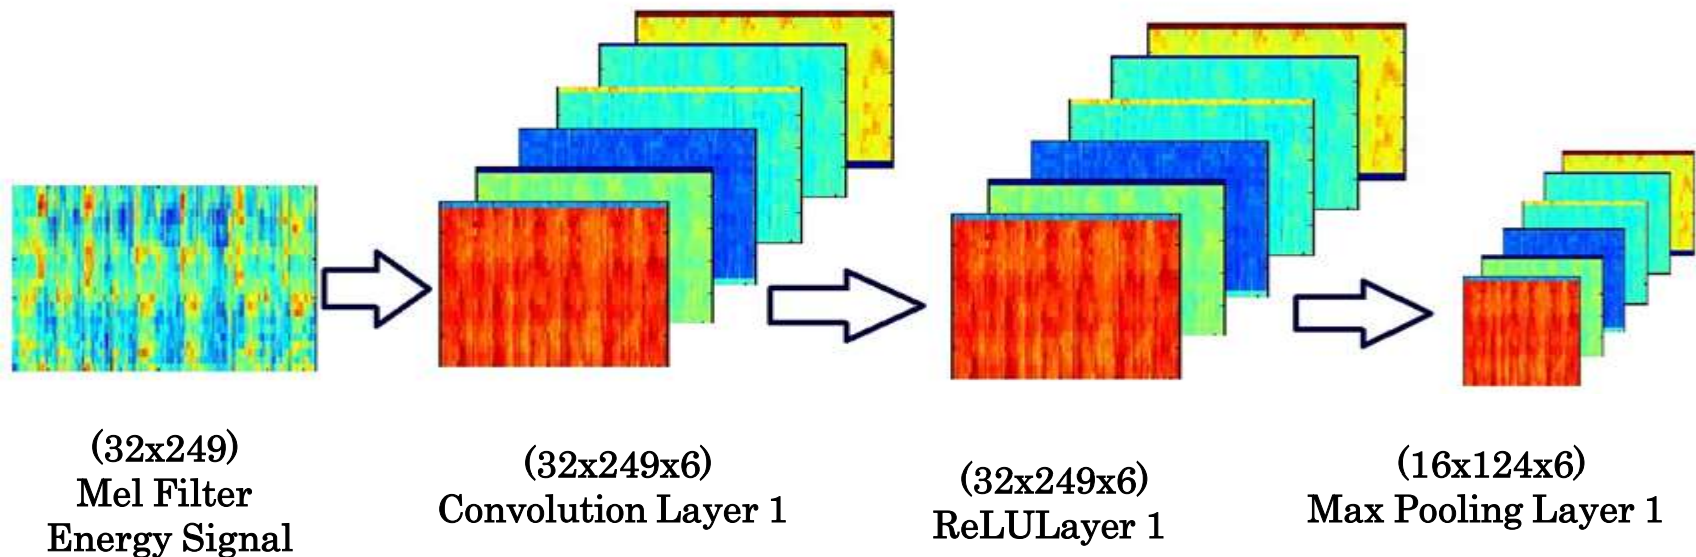 (32x249)
Mel Filter
Energy Signal
(32x249x6)
Convolution Layer 1
(32x249x6)
ReLULayer 1
(16x124x6)
Max Pooling Layer 1